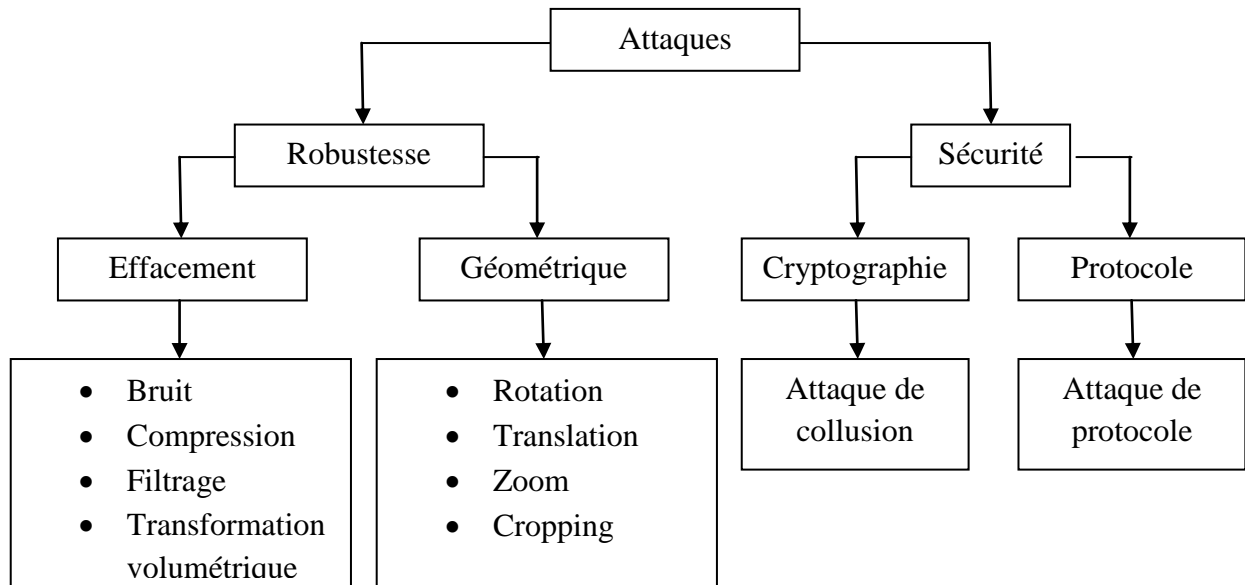 Attaques
Robustesse
Sécurité
Effacement
Géométrique
Cryptographie
Protocole
• Bruit
• Compression
• Filtrage
• Transformation
volumétrique
• Rotation
• Translation
• Zoom
• Cropping
Attaque de
collusion
Attaque de
protocole